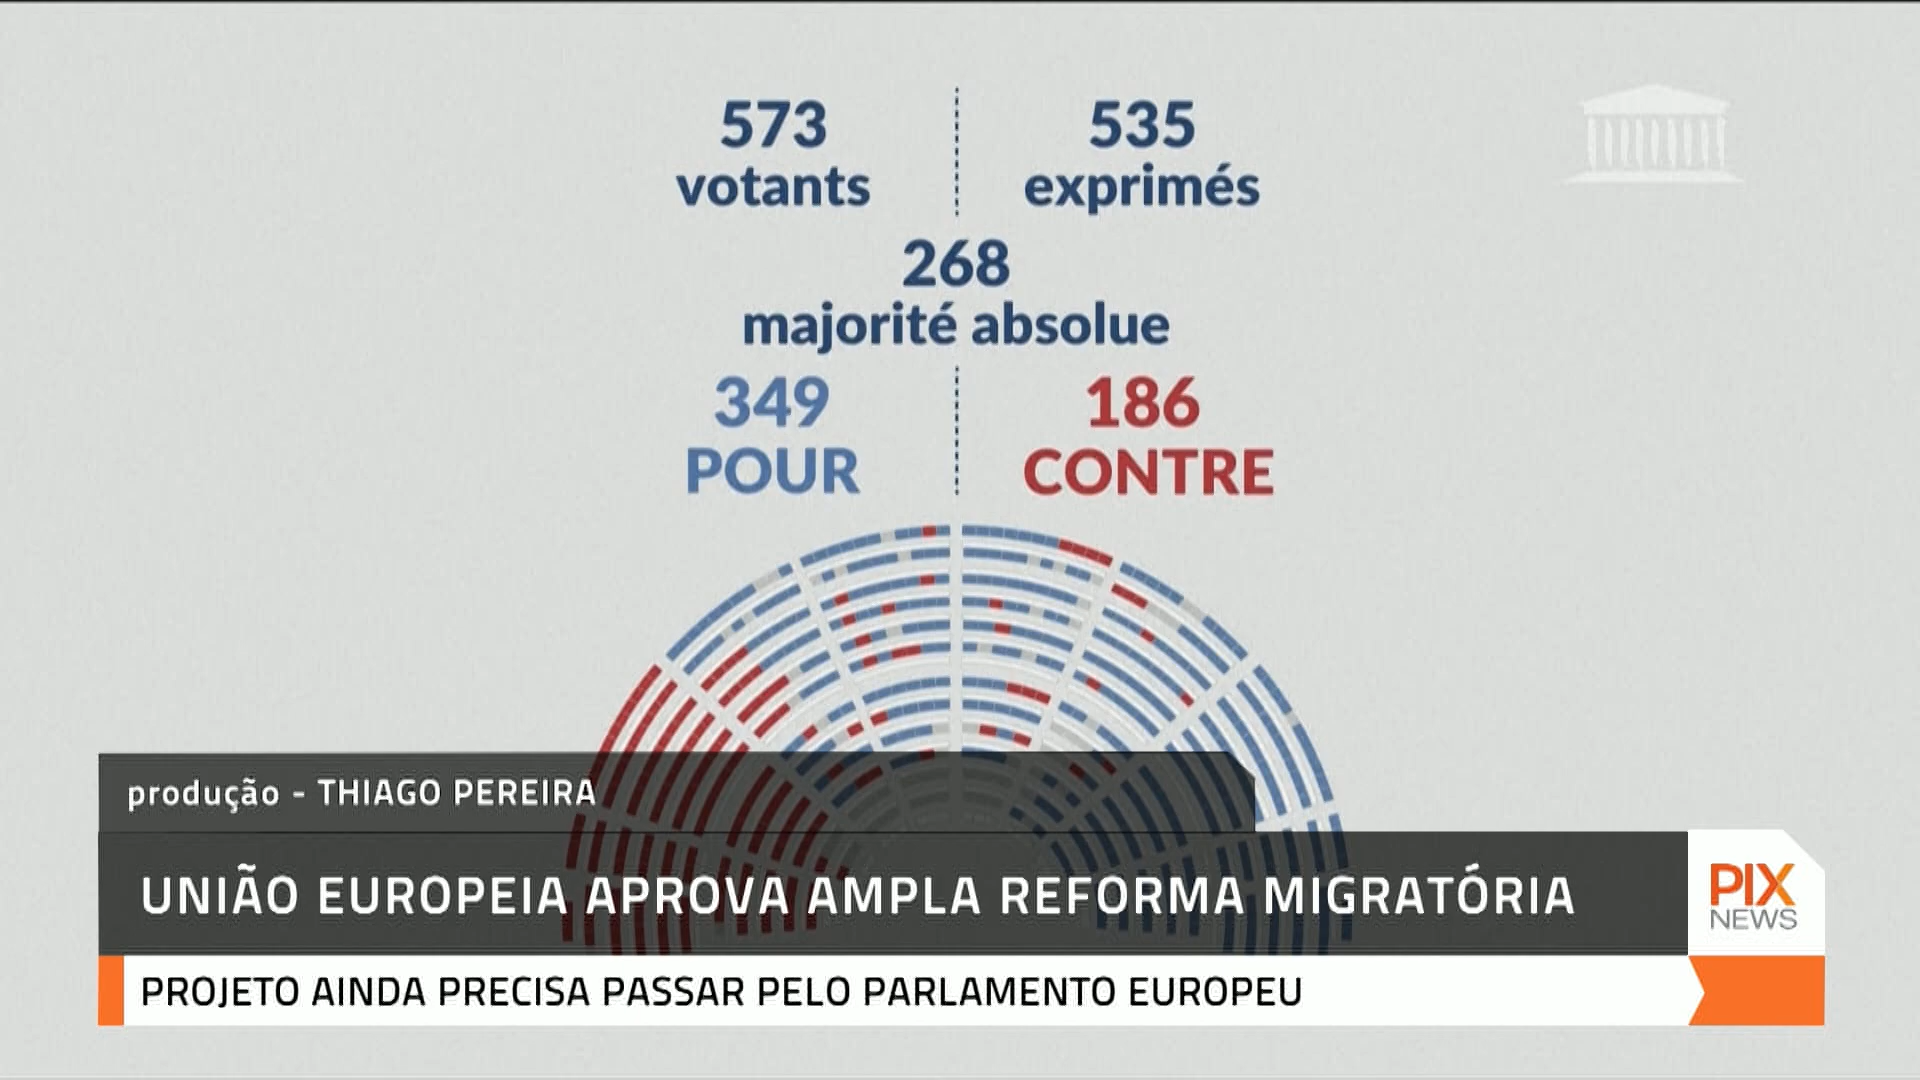 573
votants
535
exprimés
268
majorité absolue
349
POUR
186
CONTRE
produção - THIAGO PEREIRA
UNIÃO EUROPEIA APROVA AMPLA REFORMA MIGRATÓRIA
PIX
NEWS
PROJETO AINDA PRECISA PASSAR PELO PARLAMENTO EUROPEU